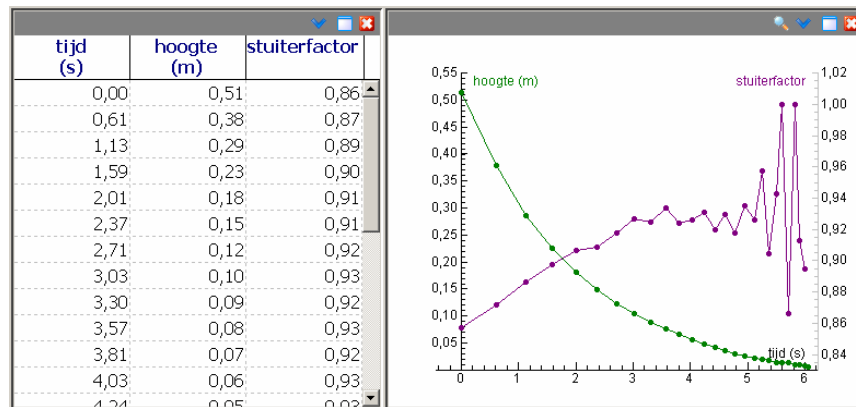 tijd (s) hoogte (m) stuiterfactor
0,00 0,51 0,86
0,61 0,38 0,87
1,13 0,29 0,89
1,59 0,23 0,90
2,01 0,18 0,91
2,37 0,15 0,91
2,71 0,12 0,92
3,03 0,10 0,93
3,30 0,09 0,92
3,57 0,08 0,93
3,81 0,07 0,92
4,03 0,06 0,93
4,24 0,05 0,93
hoogte (m)
stuiterfactor
0,55
0,50
0,45
0,40
0,35
0,30
0,25
0,20
0,15
0,10
0,05
1,02
1,00
0,98
0,96
0,94
0,92
0,90
0,88
0,86
0,84
tijd (s)
0 1 2 3 4 5 6